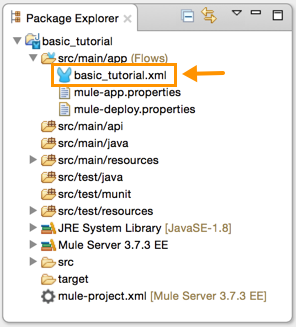 Package Explorer
basic_tutorial
src/main/app (Flows)
basic_tutorial.xml
mule-app.properties
mule-deploy.properties
src/main/api
src/main/java
src/main/resources
src/test/java
src/test/munit
src/test/resources
JRE System Library [JavaSE-1.8]
Mule Server 3.7.3 EE
src
target
mule-project.xml [Mule Server 3.7.3 EE]